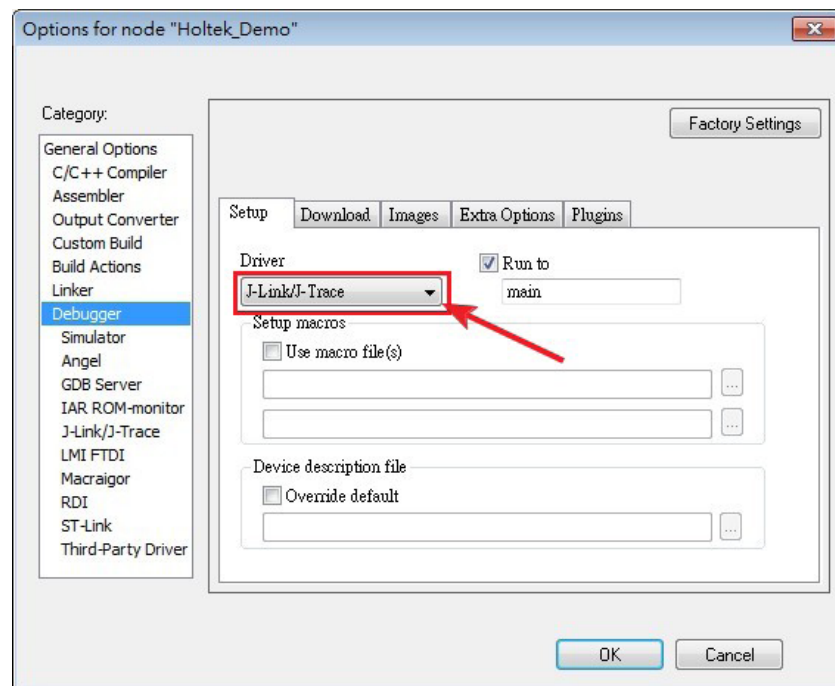 Options for node "Holtek_Demo"
Category:
General Options
C/C++ Compiler
Assembler
Output Converter
Custom Build
Build Actions
Linker
Debugger
Simulator
Angel
GDB Server
IAR ROM-monitor
J-Link/J-Trace
LMI FTDI
Macraigor
RDI
ST-Link
Third-Party Driver
Factory Settings
Setup Download Images Extra Options Plugins
Driver
J-Link/J-Trace
Run to
main
Setup macros
Use macro file(s)
...
...
Device description file
Override default
...
OK Cancel